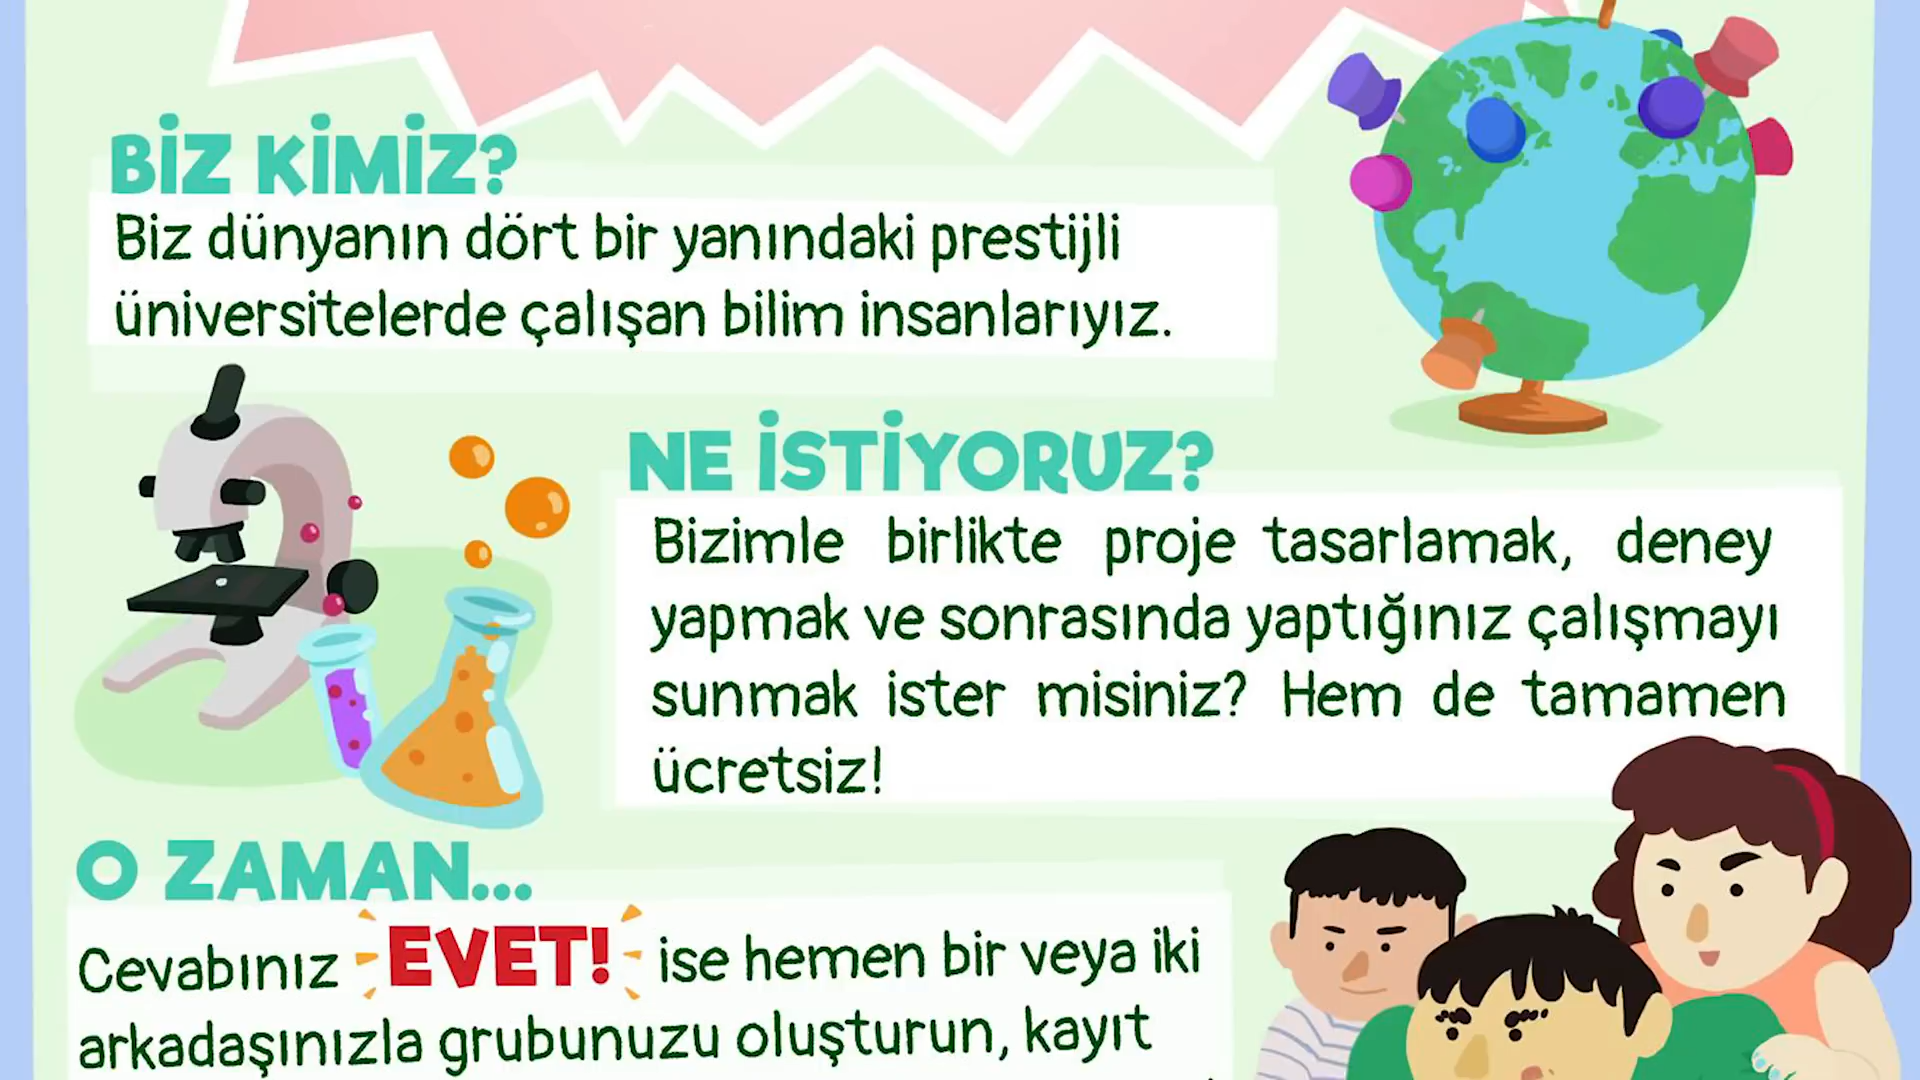 BİZ KİMİZ?
Biz dünyanın dört bir yanındaki prestijli
üniversitelerde çalışan bilim insanlarıyız.
NE İSTİYORUZ?
Bizimle birlikte proje tasarlamak, deney
yapmak ve sonrasında yaptığınız çalışmayı
sunmak ister misiniz? Hem de tamamen
ücretsiz!
O ZAMAN...
Cevabınız EVET! ise hemen bir veya iki
arkadaşınızla grubunuzu oluşturun, kayıt